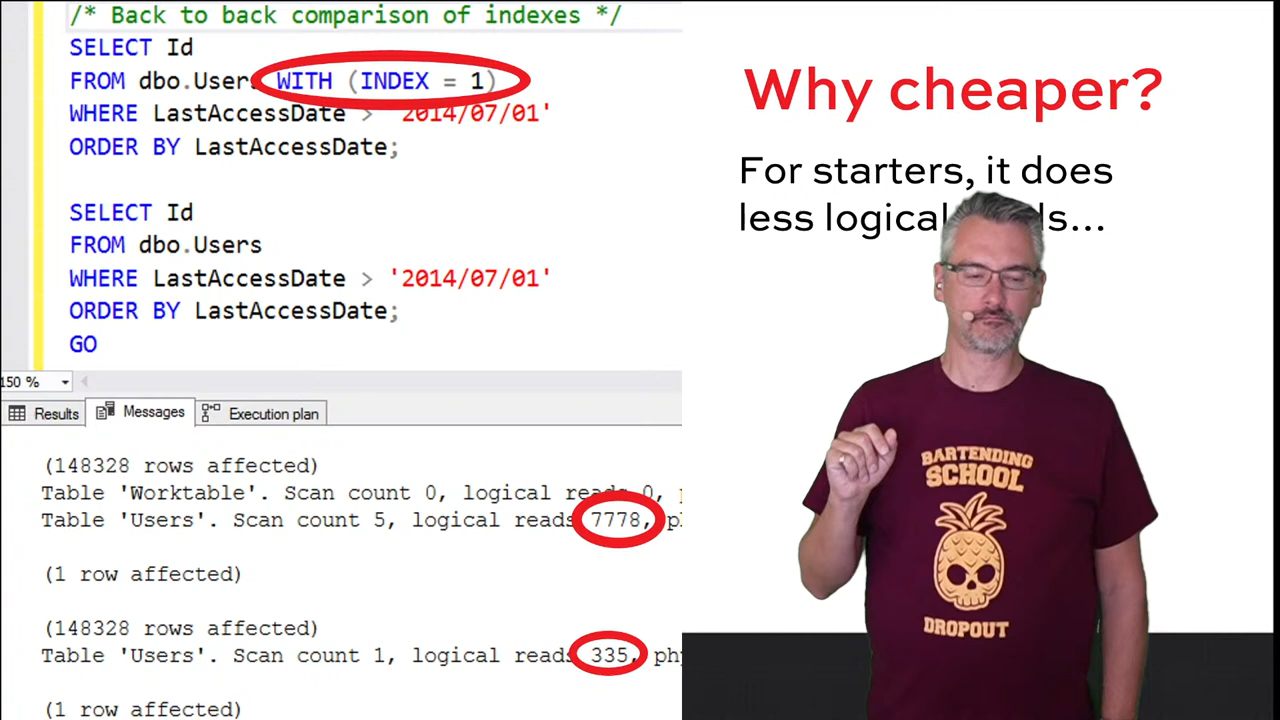 /* Back to back comparison of indexes */
SELECT Id
FROM dbo.Users WITH (INDEX = 1)
WHERE LastAccessDate > '2014/07/01'
ORDER BY LastAccessDate;
SELECT Id
FROM dbo.Users
WHERE LastAccessDate > '2014/07/01'
ORDER BY LastAccessDate;
GO
150 %
Results
Messages
Execution plan
(148328 rows affected)
Table 'Worktable'. Scan count 0, logical reads 0,
Table 'Users'. Scan count 5, logical reads 7778,
(1 row affected)
(148328 rows affected)
Table 'Users'. Scan count 1, logical reads 335,
(1 row affected)
Why cheaper?
For starters, it does
less logical
BARTENDING
SCHOOL
DROPOUT